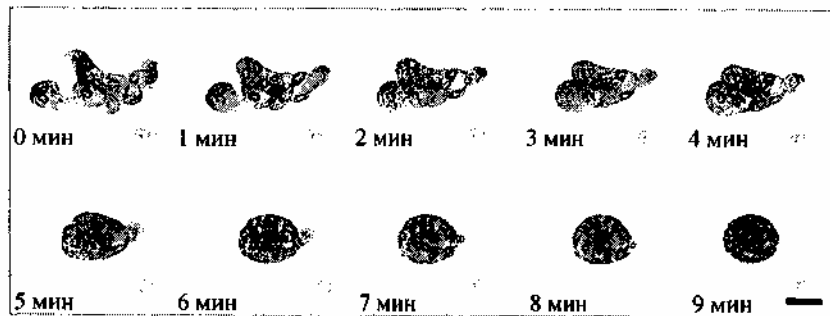 0 мин 1 мин 2 мин 3 мин 4 мин
5 мин 6 мин 7 мин 8 мин 9 мин